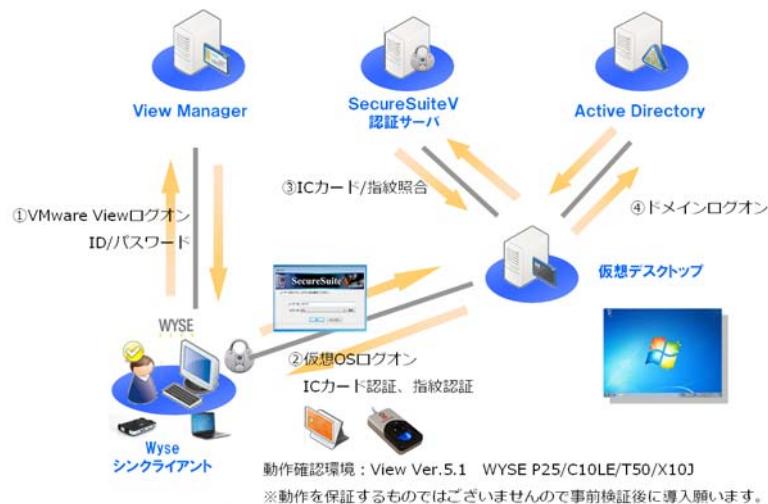 View Manager
SecureSuiteV
認証サーバ
Active Directory
③ICカード/指紋照合
①VMware Viewログオン
ID/パスワード
④ドメインログオン
仮想デスクトップ
SecureSuite
WYSE
②仮想OSログオン
ICカード認証、指紋認証
Wyse
シンクライアント
動作確認環境：View Ver.5.1　WYSE P25/C10LE/T50/X10J
※動作を保証するものではございませんので事前検証後に導入願います。